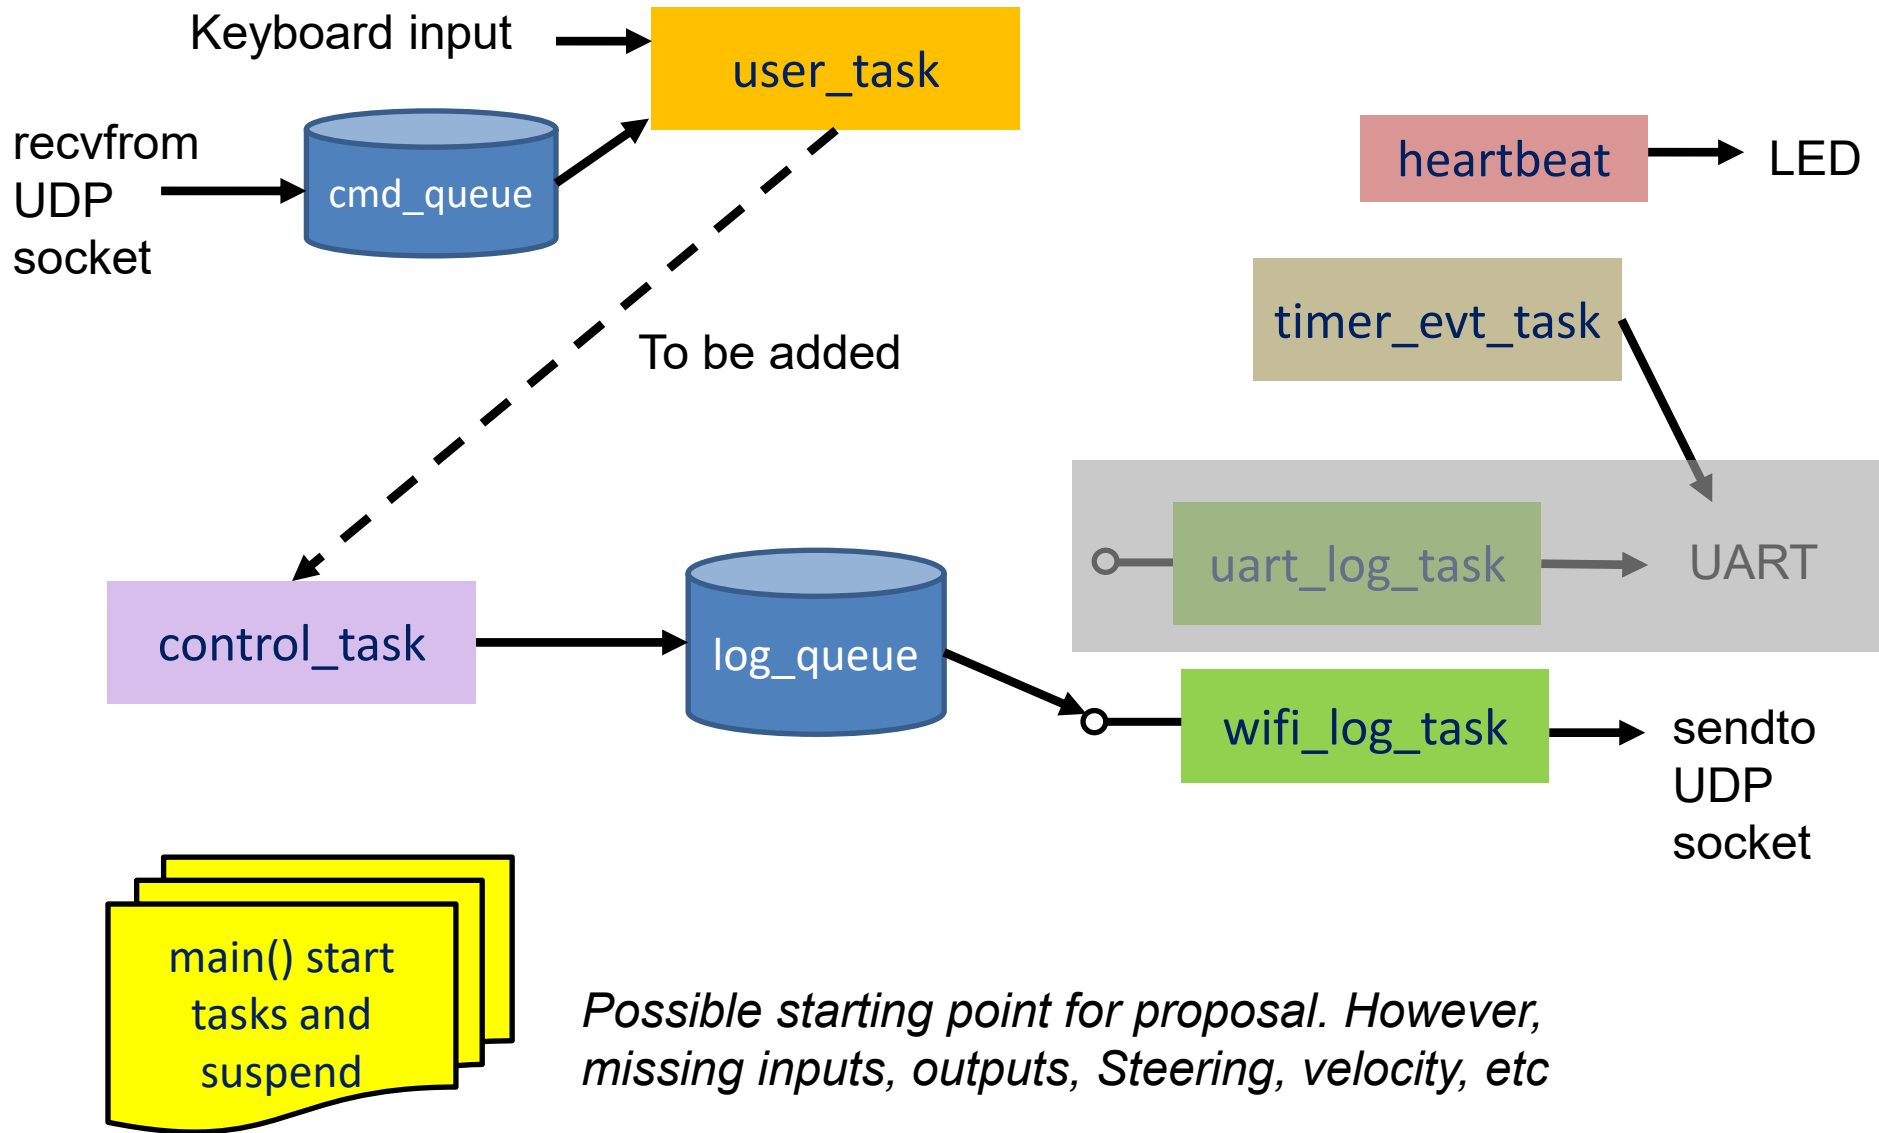 Keyboard input
user_task
recvfrom
UDP
socket
cmd_queue
heartbeat
LED
timer_evt_task
To be added
uart_log_task
UART
control_task
log_queue
wifi_log_task
sendto
UDP
socket
main() start
tasks and
suspend
Possible starting point for proposal. However,
missing inputs, outputs, Steering, velocity, etc